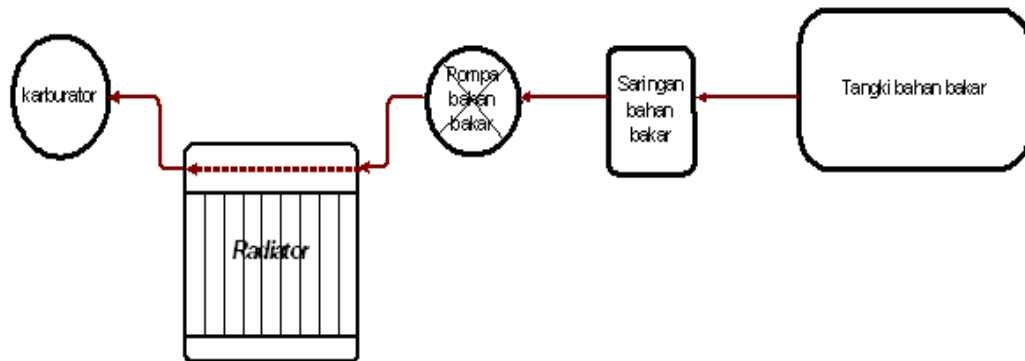 karburator
Radiator
Pompa
bahan
bakar
Saringan
bahan
bakar
Tangki bahan bakar